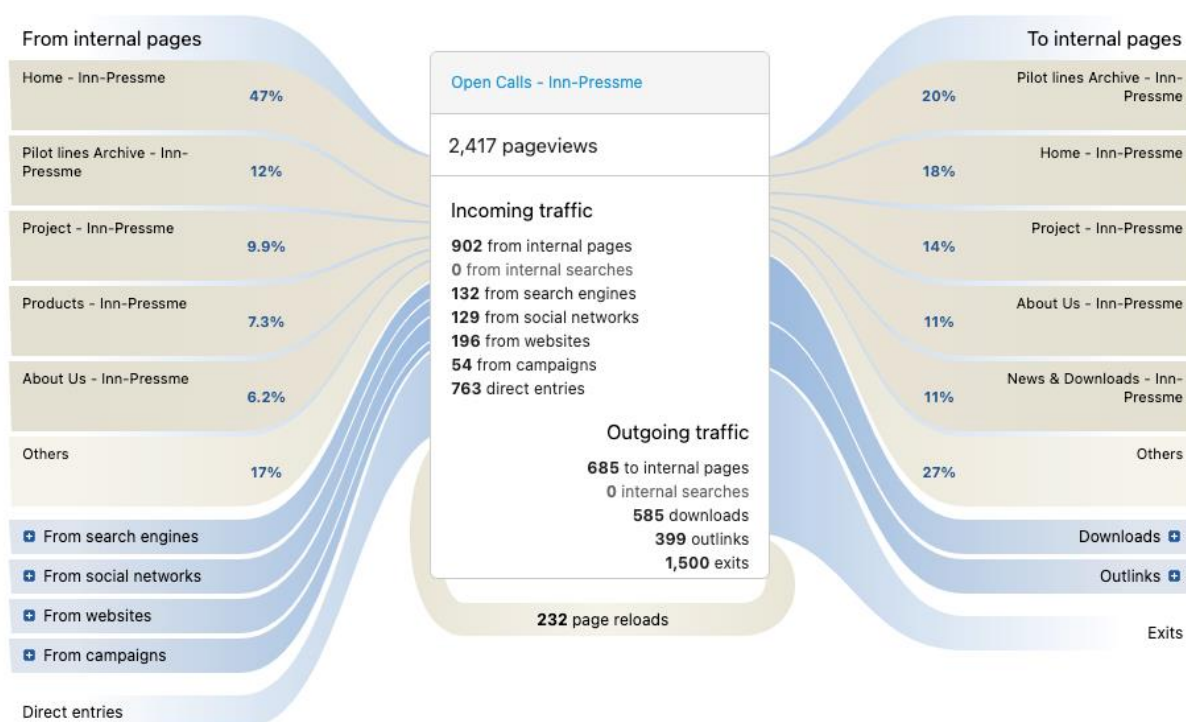 From internal pages
Home - Inn-Pressme
47%
Pilot lines Archive - Inn-
Pressme
12%
Project - Inn-Pressme
9.9%
Products - Inn-Pressme
7.3%
About Us - Inn-Pressme
6.2%
Others
17%
From search engines
From social networks
From websites
From campaigns
Direct entries
Open Calls - Inn-Pressme
2,417 pageviews
Incoming traffic
902 from internal pages
0 from internal searches
132 from search engines
129 from social networks
196 from websites
54 from campaigns
763 direct entries
Outgoing traffic
685 to internal pages
0 internal searches
585 downloads
399 outlinks
1,500 exits
232 page reloads
To internal pages
Pilot lines Archive - Inn-
Pressme
20%
Home - Inn-Pressme
18%
Project - Inn-Pressme
14%
About Us - Inn-Pressme
11%
News & Downloads - Inn-
Pressme
11%
Others
27%
Downloads
Outlinks
Exits